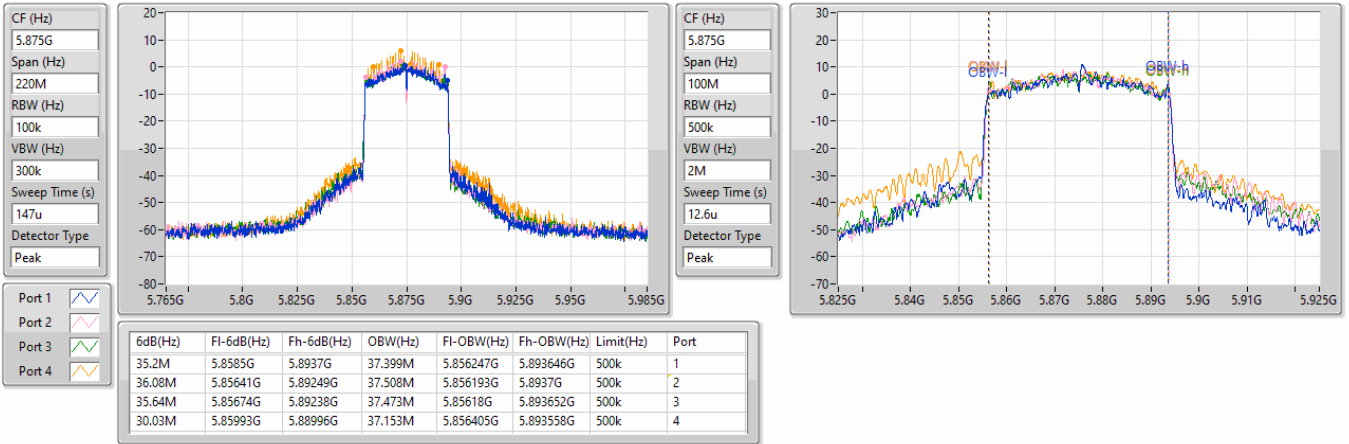 CF (Hz)
5.875G
Span (Hz)
220M
RBW (Hz)
100k
VBW (Hz)
300k
Sweep Time (s)
147u
Detector Type
Peak
20
10
0
-10
-20
-30
-40
-50
-60
-70
-80
5.765G 5.8G 5.825G 5.85G 5.875G 5.9G 5.925G 5.95G 5.985G
CF (Hz)
5.875G
Span (Hz)
100M
RBW (Hz)
500k
VBW (Hz)
2M
Sweep Time (s)
12.6u
Detector Type
Peak
30
20
10
0
-10
-20
-30
-40
-50
-60
-70
OBW-l
OBW-h
5.825G 5.84G 5.85G 5.86G 5.87G 5.88G 5.89G 5.9G 5.91G 5.925G
Port 1
Port 2
Port 3
Port 4
6dB(Hz) Fl-6dB(Hz) Fh-6dB(Hz) OBW(Hz) Fl-OBW(Hz) Fh-OBW(Hz) Limit(Hz) Port
35.2M 5.8585G 5.8937G 37.399M 5.856247G 5.893646G 500k 1
36.08M 5.85641G 5.89249G 37.508M 5.856193G 5.8937G 500k 2
35.64M 5.85674G 5.89238G 37.473M 5.85618G 5.893652G 500k 3
30.03M 5.85993G 5.88996G 37.153M 5.856405G 5.893558G 500k 4